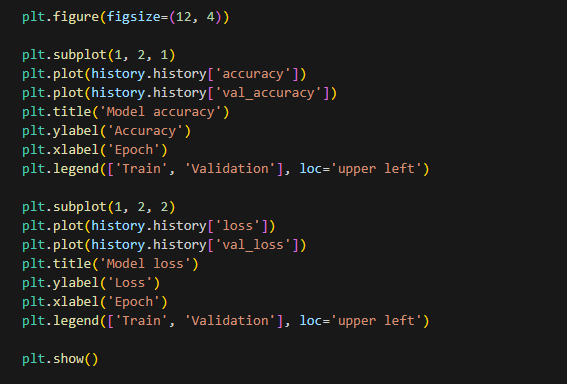 plt.figure(figsize=(12, 4))
plt.subplot(1, 2, 1)
plt.plot(history.history['accuracy'])
plt.plot(history.history['val_accuracy'])
plt.title('Model accuracy')
plt.ylabel('Accuracy')
plt.xlabel('Epoch')
plt.legend(['Train', 'Validation'], loc='upper left')
plt.subplot(1, 2, 2)
plt.plot(history.history['loss'])
plt.plot(history.history['val_loss'])
plt.title('Model loss')
plt.ylabel('Loss')
plt.xlabel('Epoch')
plt.legend(['Train', 'Validation'], loc='upper left')
plt.show()